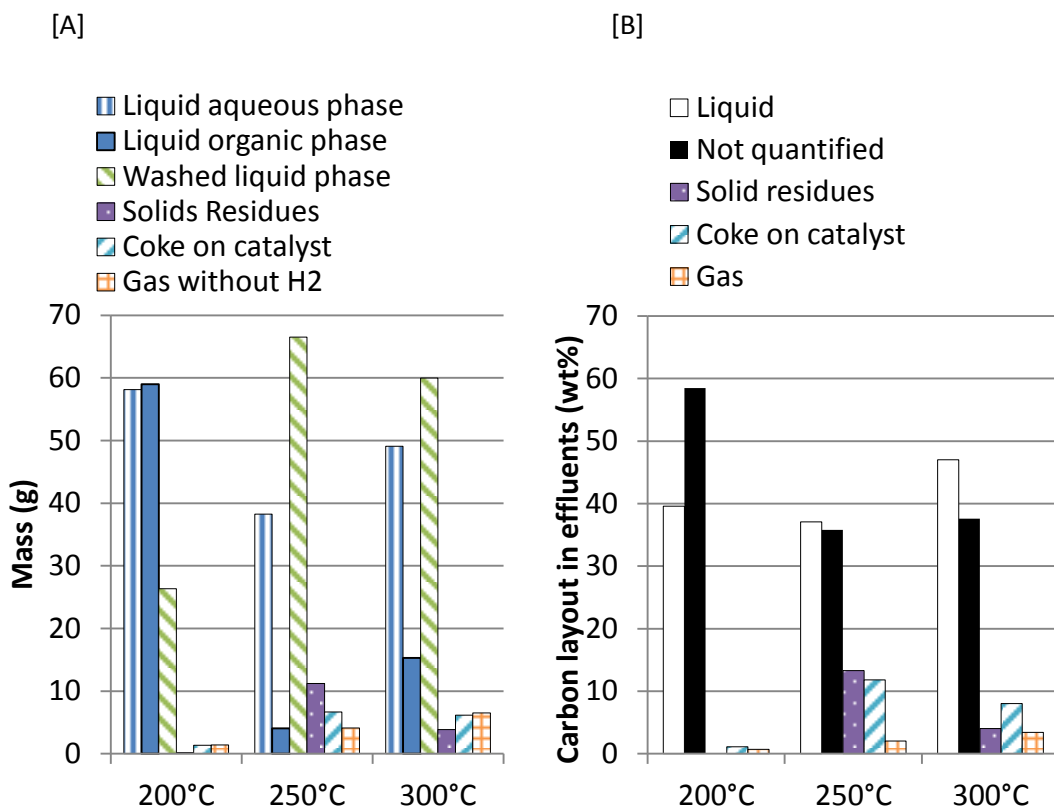 [A]
Liquid aqueous phase
Liquid organic phase
Washed liquid phase
Solids Residues
Coke on catalyst
Gas without H2
Mass (g)
70
60
50
40
30
20
10
0
200°C 250°C 300°C
[B]
Liquid
Not quantified
Solid residues
Coke on catalyst
Gas
Carbon layout in effluents (wt%)
70
60
50
40
30
20
10
0
200°C 250°C 300°C